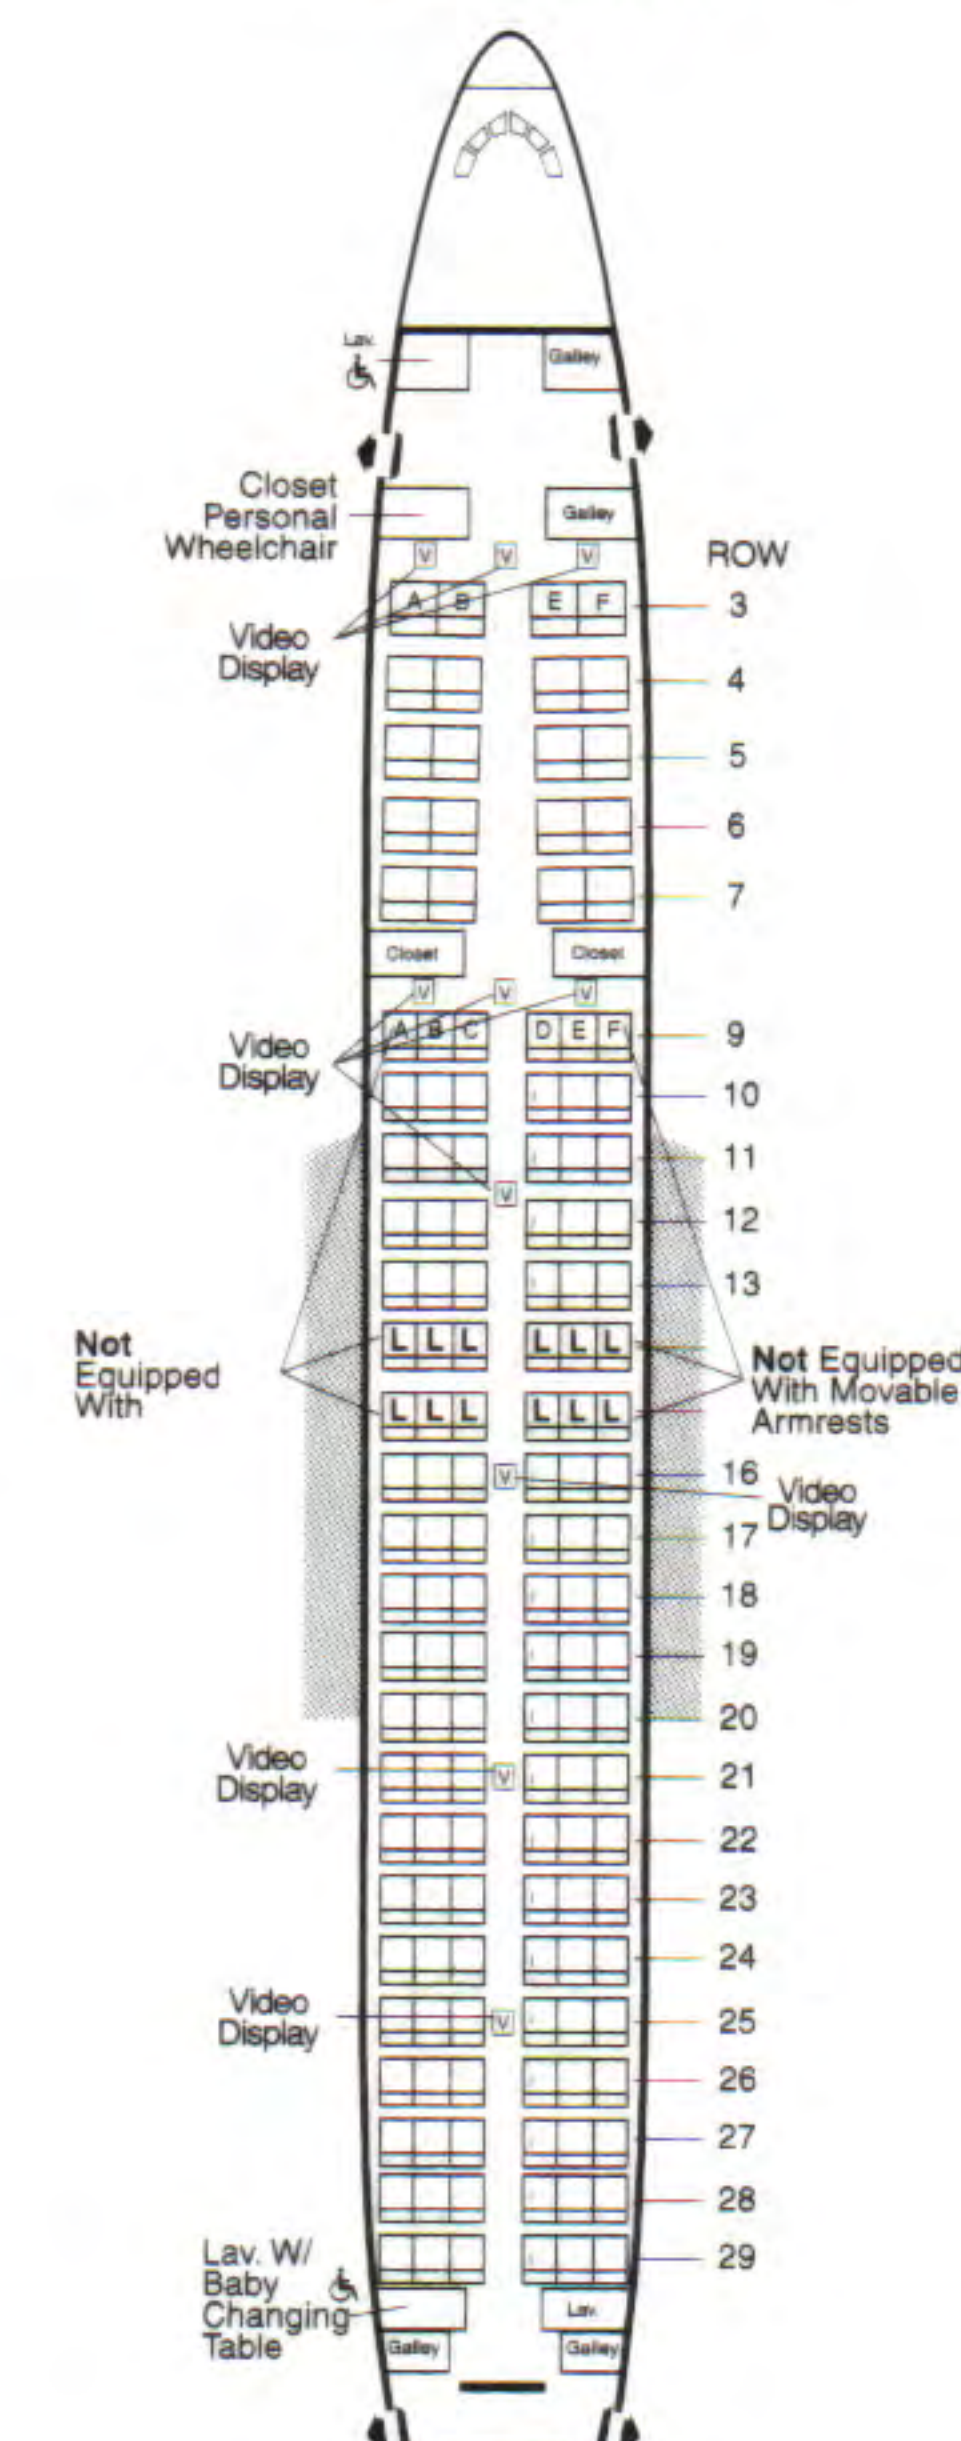 Lav.
Galley
Closet
Personal
Wheelchair
Galley
V V V
ROW
A B E F 3
Video
Display
4
5
6
7
Closet Closet
V V V
A B C D E F 9
Video
Display
10
11
V
12
13
L L L L L L
Not
Equipped
With
Not Equipped
With Movable
Armrests
L L L L L L
V
16
Video
Display
17
18
19
20
Video
Display
V
21
22
23
24
Video
Display
V
25
26
27
28
29
Lav. W/
Baby
Changing
Table
Lav.
Galley Galley